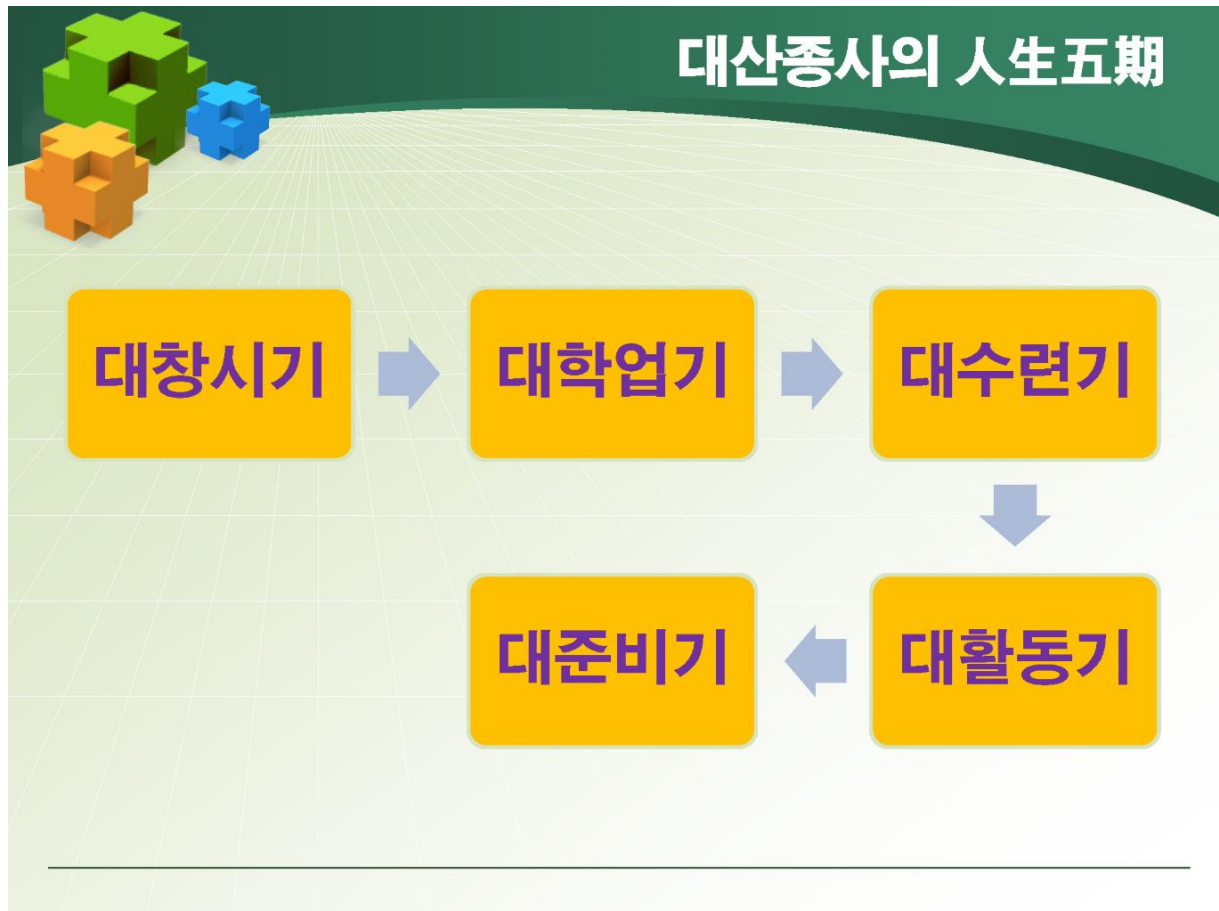 대산종사의 人生五期
대창시기
대학업기
대수련기
대활동기
대준비기